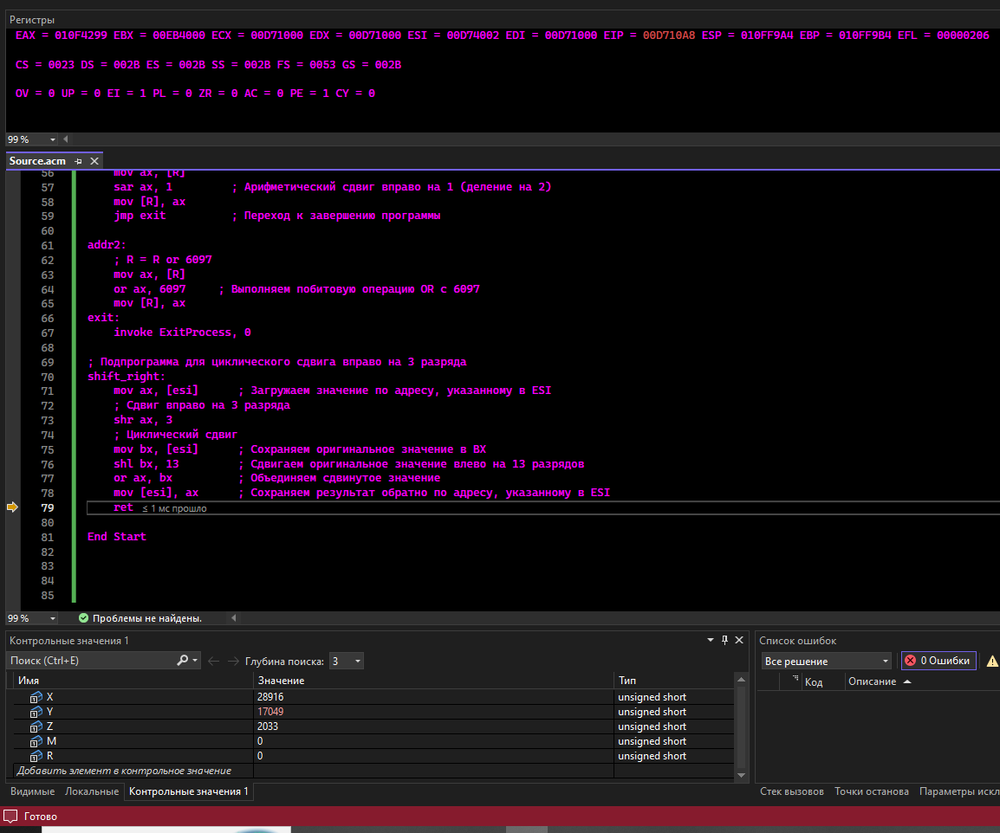 Регистры
EAX = 010F4299 EBX = 00EB4000 ECX = 00D71000 EDX = 00D71000 ESI = 00D74002 EDI = 00D71000 EIP = 00D710A8 ESP = 010FF9A4 EBP = 010FF9B4 EFL = 00000206
CS = 0023 DS = 002B ES = 002B SS = 002B FS = 0053 GS = 002B
OV = 0 UP = 0 EI = 1 PL = 0 ZR = 0 AC = 0 PE = 1 CY = 0
99 %
Source.acm
56 mov ax, [R]
57 sar ax, 1 ; Арифметический сдвиг вправо на 1 (деление на 2)
58 mov [R], ax
59 jmp exit ; Переход к завершению программы
60
61 addr2:
62 ; R = R or 6097
63 mov ax, [R]
64 or ax, 6097 ; Выполняем побитовую операцию OR с 6097
65 mov [R], ax
66 exit:
67 invoke ExitProcess, 0
68
69 ; Подпрограмма для циклического сдвига вправо на 3 разряда
70 shift_right:
71 mov ax, [esi] ; Загружаем значение по адресу, указанному в ESI
72 ; Сдвиг вправо на 3 разряда
73 shr ax, 3
74 ; Циклический сдвиг
75 mov bx, [esi] ; Сохраняем оригинальное значение в BX
76 shl bx, 13 ; Сдвигаем оригинальное значение влево на 13 разрядов
77 or ax, bx ; Объединяем сдвинутое значение
78 mov [esi], ax ; Сохраняем результат обратно по адресу, указанному в ESI
79 ret ≤ 1 мс прошло
80
81 End Start
82
83
84
85
99 % Проблемы не найдены.
Контрольные значения 1
Поиск (Ctrl+E) Глубина поиска: 3
Имя Значение Тип
X 28916 unsigned short
Y 17049 unsigned short
Z 2033 unsigned short
M 0 unsigned short
R 0 unsigned short
Добавить элемент в контрольное значение
Видимые Локальные Контрольные значения 1
Список ошибок
Все решение 0 Ошибки
Код Описание
Стек вызовов Точки останова Параметры искл
Готово